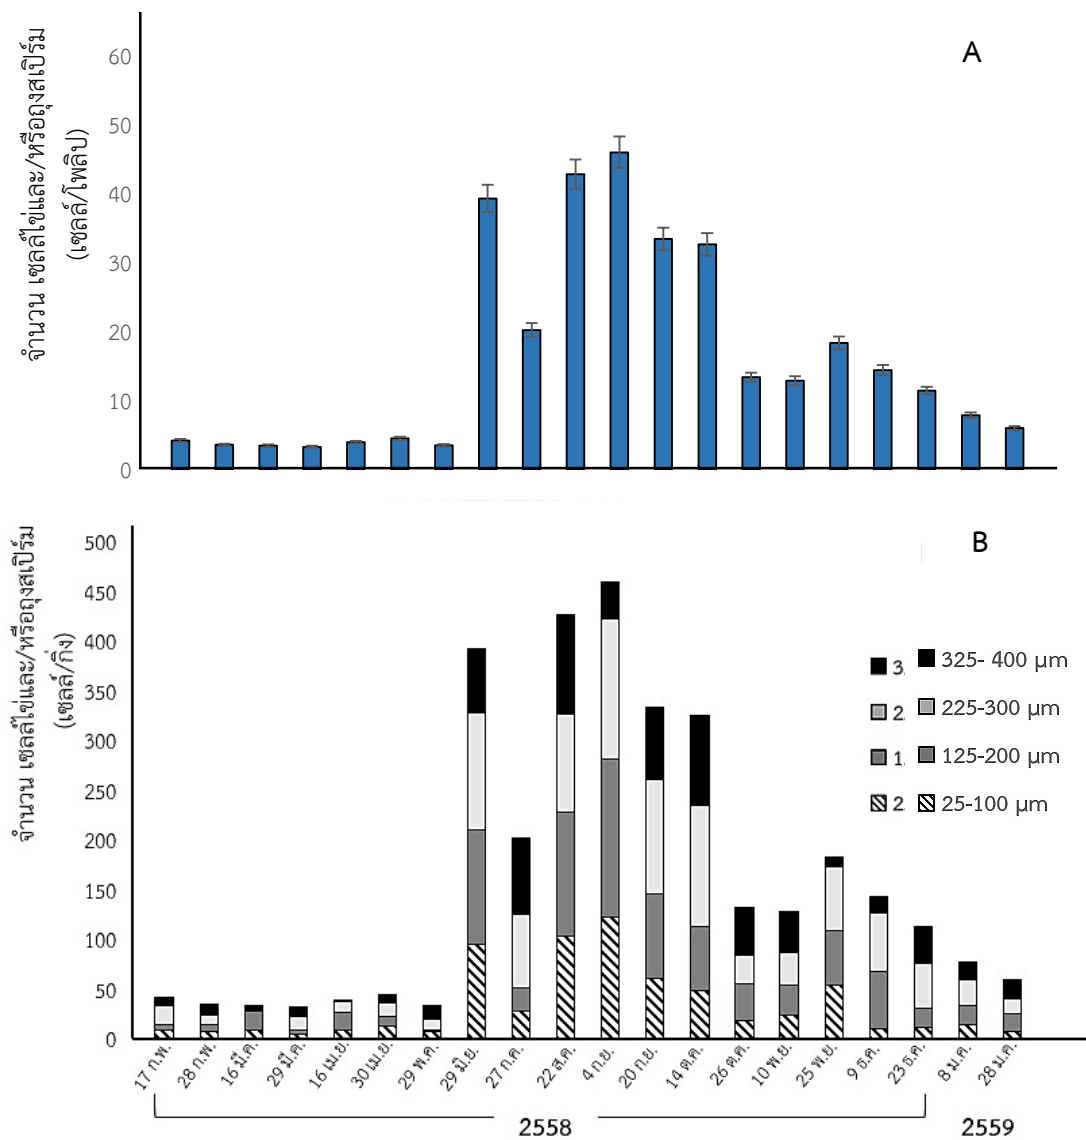 A
จำนวน เซลล์ไข่และ/หรือถุงสเปิร์ม
(เซลล์/โพลิป)
60
50
40
30
20
10
0
B
จำนวน เซลล์ไข่และ/หรือถุงสเปิร์ม
(เซลล์/กิ่ง)
500
450
400
350
300
250
200
150
100
50
0
3. 325- 400 µm
2. 225-300 µm
1. 125-200 µm
2 25-100 µm
17 ก.พ.
28 ก.พ.
16 มี.ค.
29 มี.ค.
16 เม.ย.
30 เม.ย.
29 พ.ค.
29 มิ.ย.
27 ก.ค.
22 ส.ค.
4 ก.ย.
20 ก.ย.
14 ต.ค.
26 ต.ค.
10 พ.ย.
25 พ.ย.
9 ธ.ค.
23 ธ.ค.
8 ม.ค.
28 ม.ค.
2558 2559